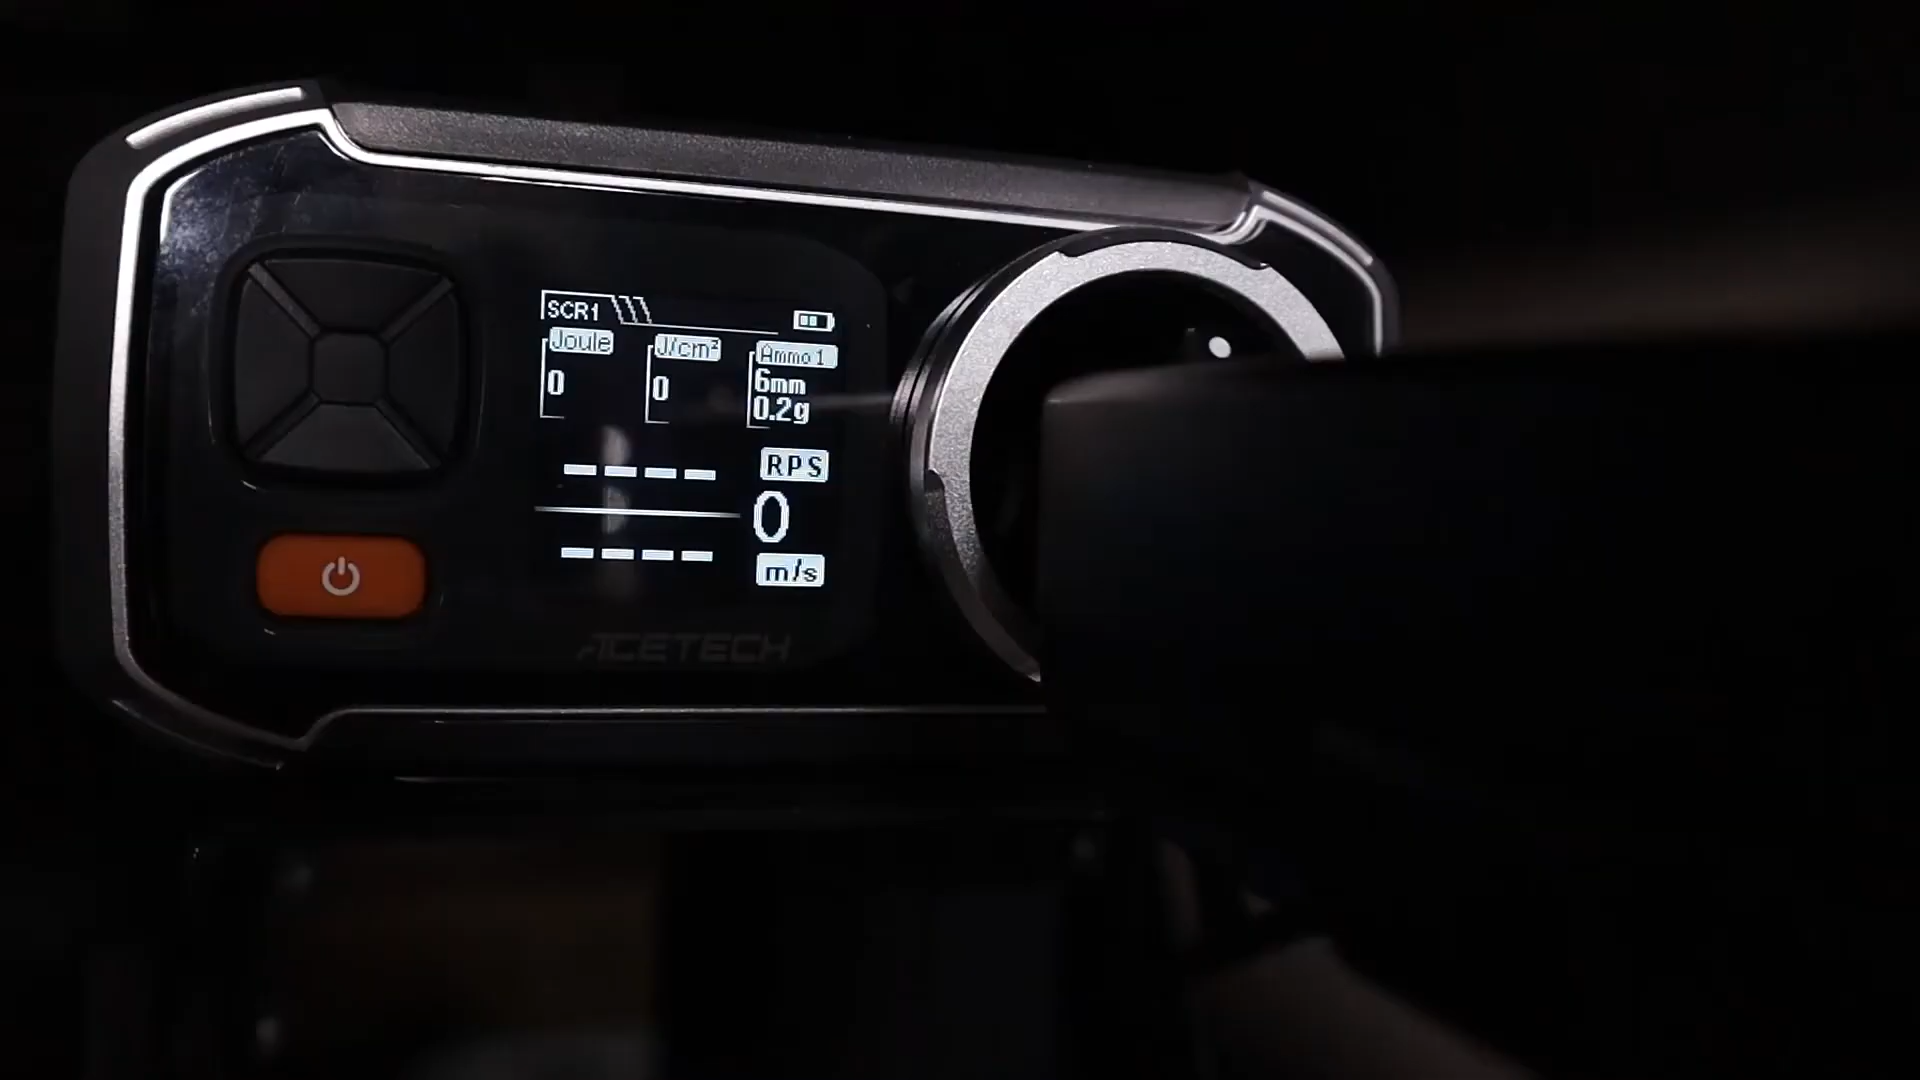 SCR1
Joule
J/cm²
Ammo 1
0
0
6mm
0.2g
----
RPS
0
----
m/s
ACETECH